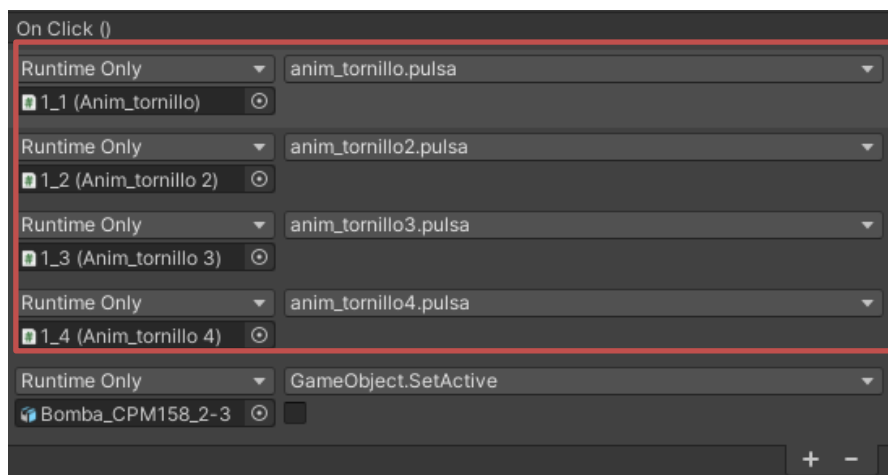 On Click ()
Runtime Only anim_tornillo.pulsa
1_1 (Anim_tornillo)
Runtime Only anim_tornillo2.pulsa
1_2 (Anim_tornillo 2)
Runtime Only anim_tornillo3.pulsa
1_3 (Anim_tornillo 3)
Runtime Only anim_tornillo4.pulsa
1_4 (Anim_tornillo 4)
Runtime Only GameObject.SetActive
Bomba_CPM158_2-3
+ −